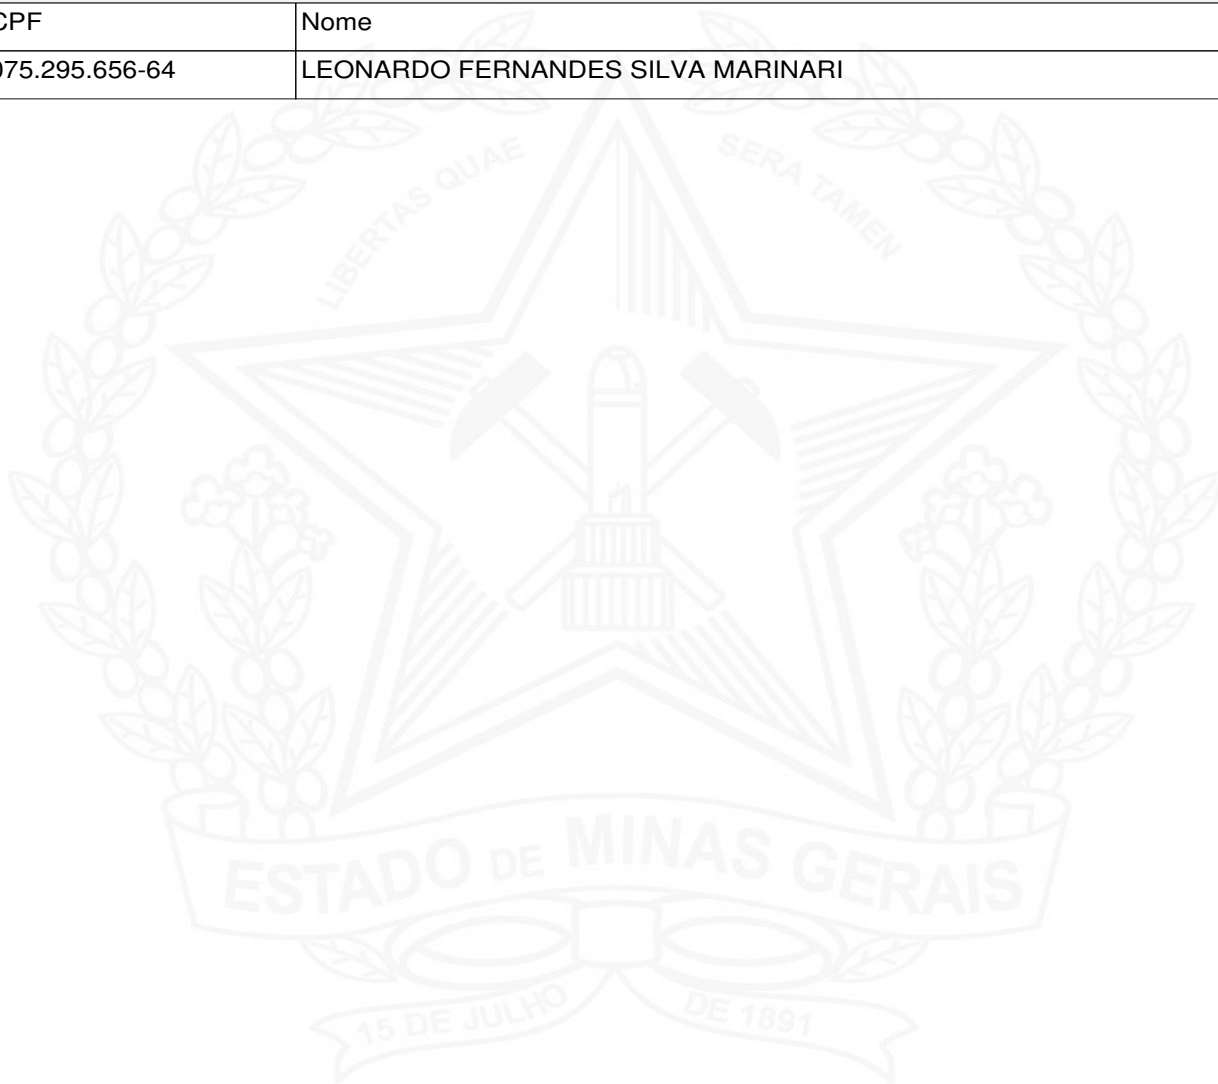 CPF Nome
075.295.656-64 LEONARDO FERNANDES SILVA MARINARI
LIBERTAS QUAE SERA TAMEN
ESTADO DE MINAS GERAIS
15 DE JULHO DE 1891